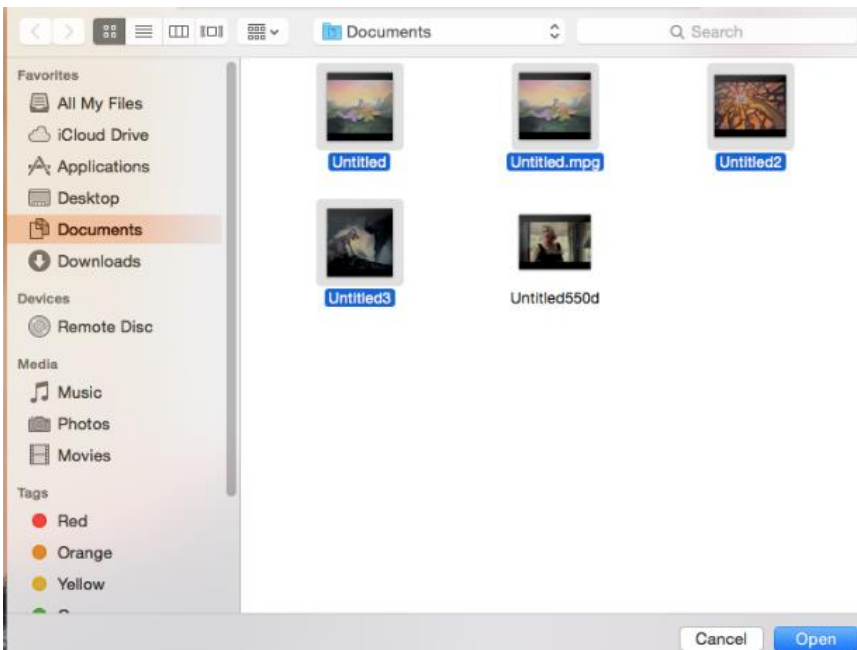 Documents
Search
Favorites
All My Files
iCloud Drive
Applications
Desktop
Documents
Downloads
Devices
Remote Disc
Media
Music
Photos
Movies
Tags
Red
Orange
Yellow
Untitled
Untitled.mpg
Untitled2
Untitled3
Untitled550d
Cancel
Open